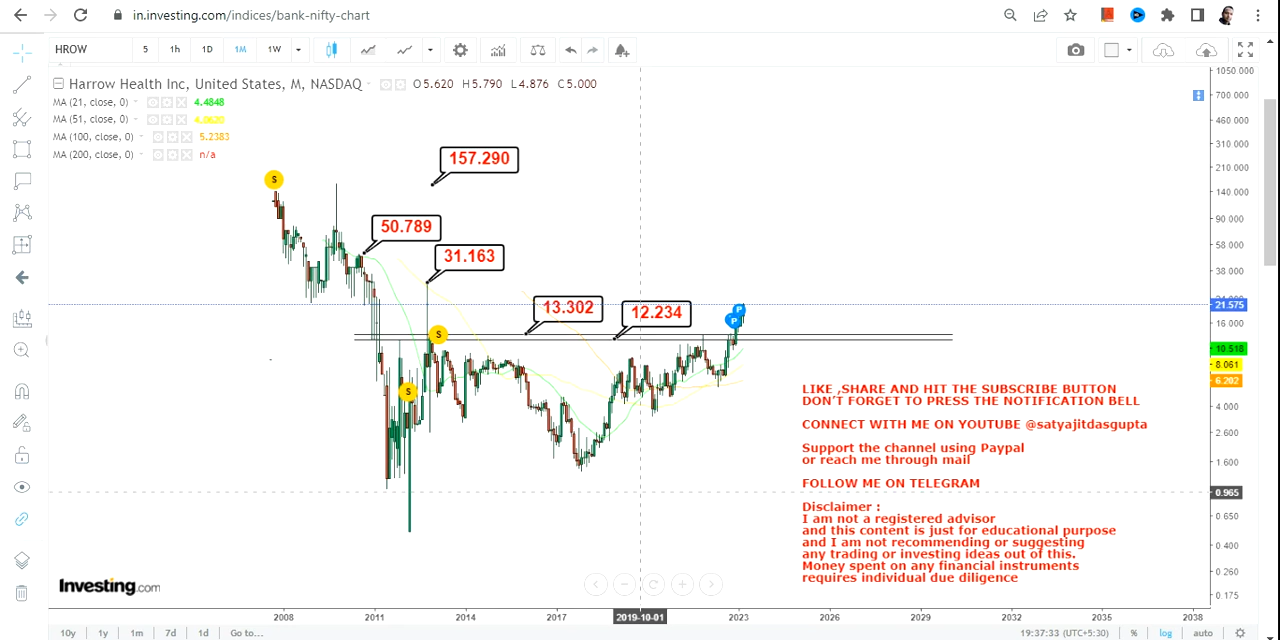 in.investing.com/indices/bank-nifty-chart
HROW 5 1h 1D 1M 1W
Harrow Health Inc, United States, M, NASDAQ O5.620 H5.790 L4.876 C5.000
MA (21, close, 0) 4.4848
MA (51, close, 0)
MA (100, close, 0) 5.2383
MA (200, close, 0) n/a
157.290
50.789
31.163
13.302
12.234
S
S
S
P
P
1050.000
700.000
460.000
310.000
210.000
140.000
90.000
58.000
38.000
21.575
16.000
10.518
8.061
6.202
4.000
2.600
1.600
0.965
0.650
0.400
0.260
0.175
LIKE ,SHARE AND HIT THE SUBSCRIBE BUTTON
DON'T FORGET TO PRESS THE NOTIFICATION BELL
CONNECT WITH ME ON YOUTUBE @satyajitdasgupta
Support the channel using Paypal
or reach me through mail
FOLLOW ME ON TELEGRAM
Disclaimer :
I am not a registered advisor
and this content is just for educational purpose
and I am not recommending or suggesting
any trading or investing ideas out of this.
Money spent on any financial instruments
requires individual due diligence
Investing.com
2008 2011 2014 2017 2019-10-01 2023 2026 2029 2032 2035 2038
10y 1y 1m 7d 1d Go to... 19:37:33 (UTC+5:30) % log auto